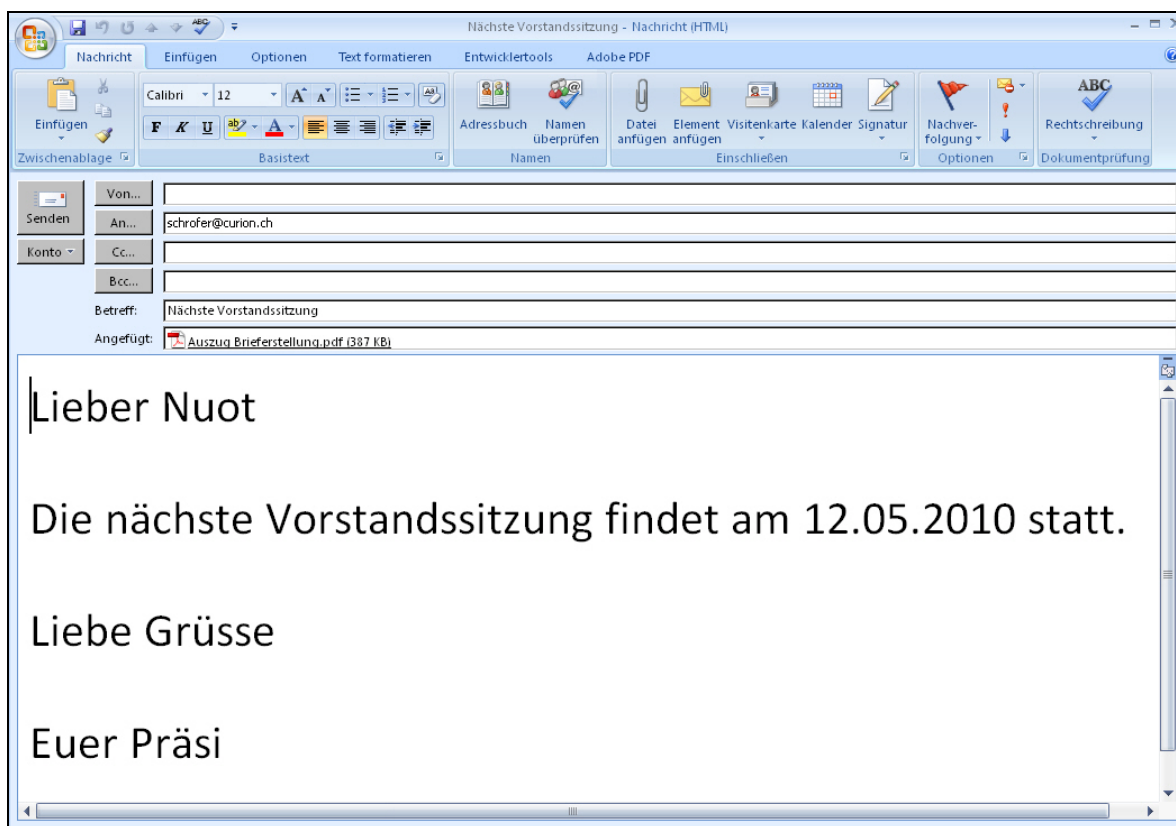 Nächste Vorstandssitzung - Nachricht (HTML)
Nachricht Einfügen Optionen Text formatieren Entwicklertools Adobe PDF
Calibri 12
Einfügen
F K U
Adressbuch
Namen überprüfen
Datei anfügen
Element anfügen
Visitenkarte
Kalender
Signatur
Nachver-
folgung
ABC
Rechtschreibung
Zwischenablage Basistext Namen Einschließen Optionen Dokumentprüfung
Senden
Konto
Von...
An... schrofer@curion.ch
Cc...
Bcc...
Betreff: Nächste Vorstandssitzung
Angefügt: Auszug Brieferstellung.pdf (387 KB)
Lieber Nuot
Die nächste Vorstandssitzung findet am 12.05.2010 statt.
Liebe Grüsse
Euer Präsi